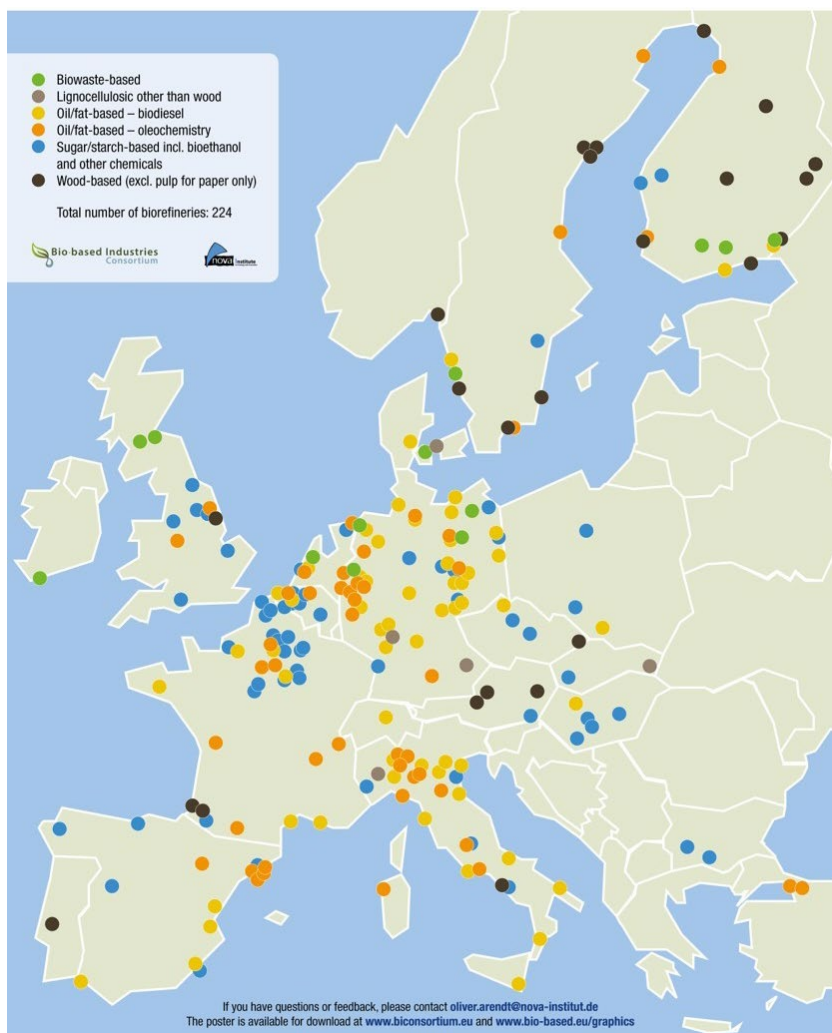 Biowaste-based
Lignocellulosic other than wood
Oil/fat-based – biodiesel
Oil/fat-based – oleochemistry
Sugar/starch-based incl. bioethanol
and other chemicals
Wood-based (excl. pulp for paper only)
Total number of biorefineries: 224
Bio-based Industries
Consortium
nova
Institute
If you have questions or feedback, please contact oliver.arendt@nova-institut.de
The poster is available for download at www.biconsortium.eu and www.bio-based.eu/graphics